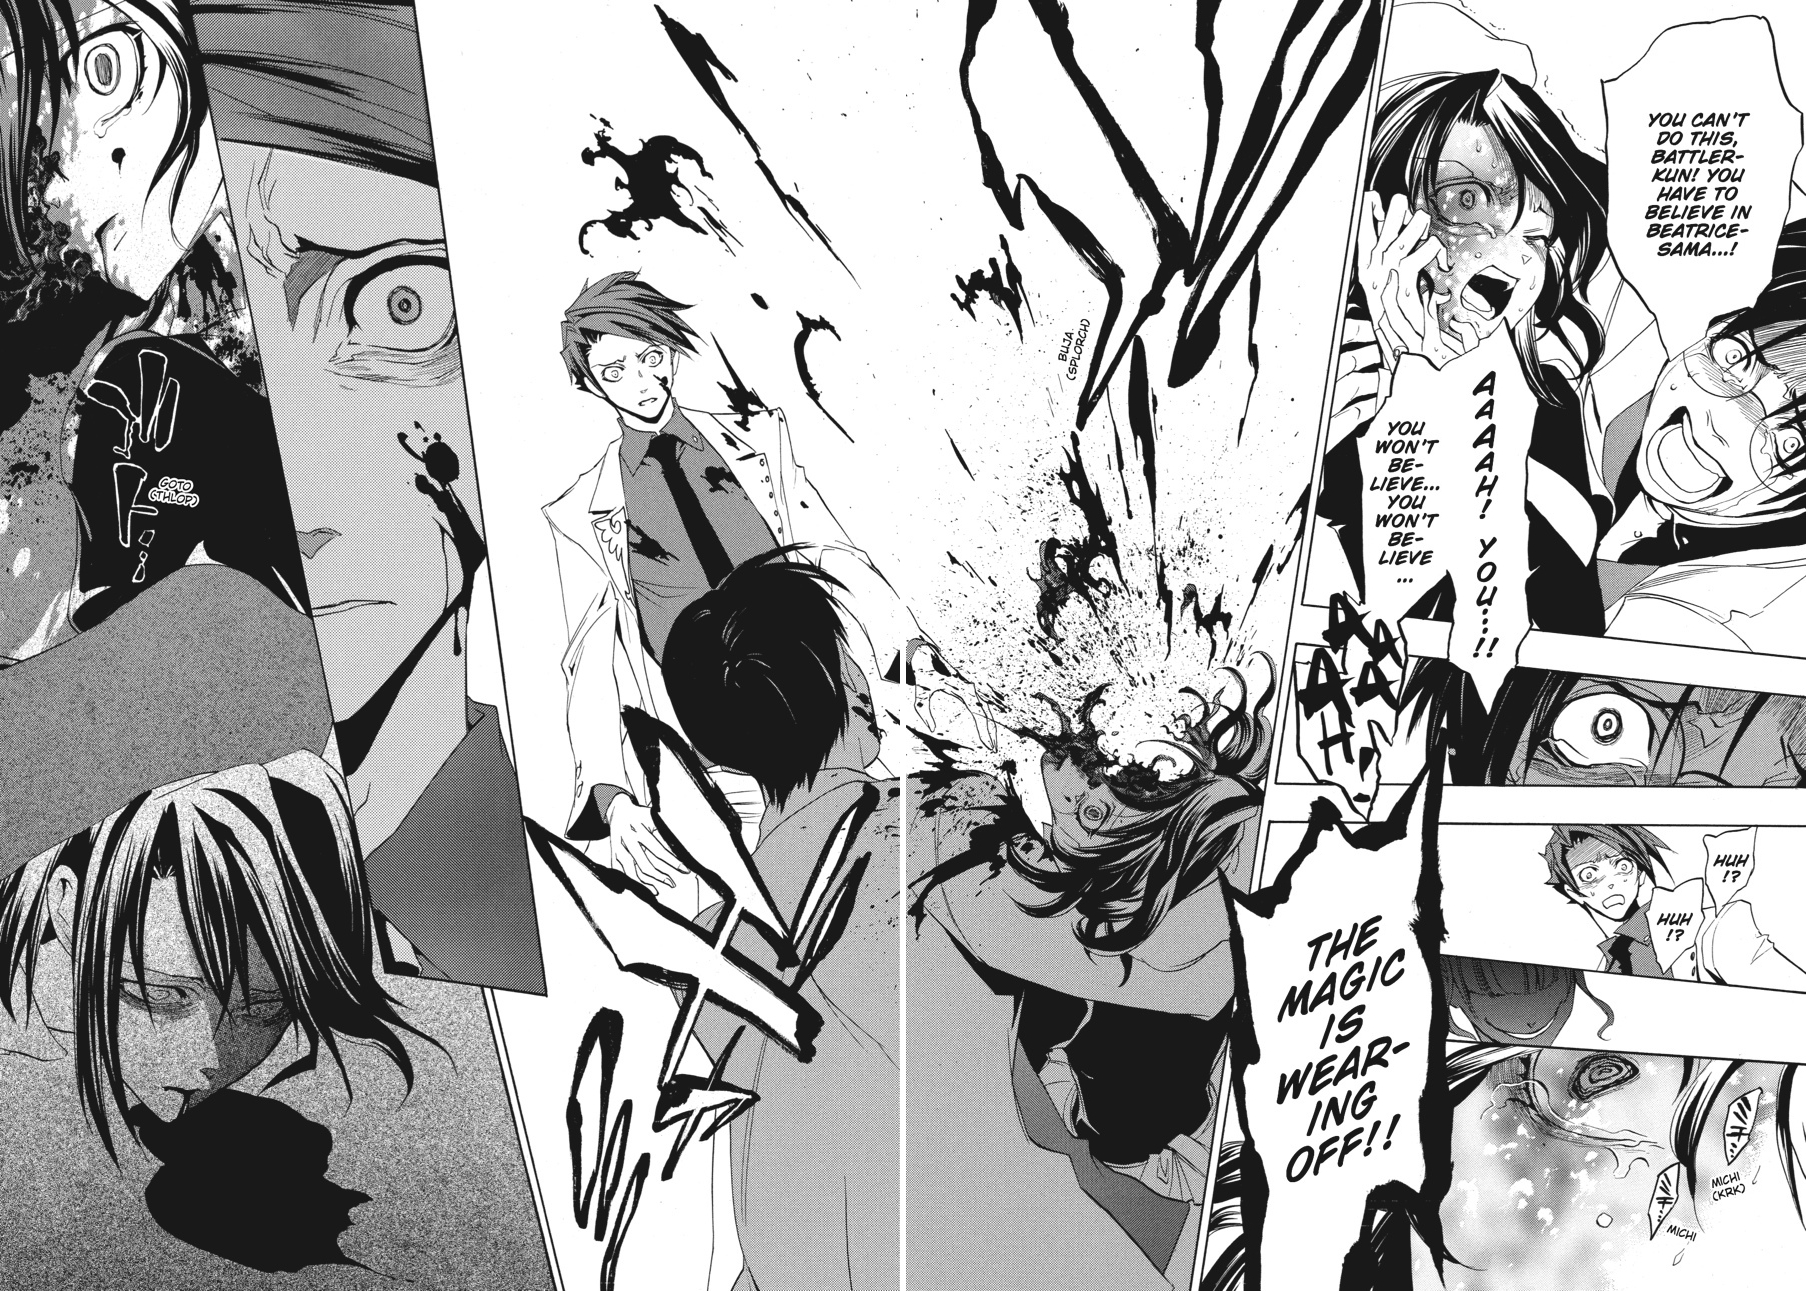 YOU CAN'T
DO THIS,
BATTLER-
KUN! YOU
HAVE TO
BELIEVE IN
BEATRICE-
SAMA...!
AAAAH! YOU...!!
YOU
WON'T
BE-
LIEVE...
YOU
WON'T
BE-
LIEVE
...
AAAAH!
HUH
!?
HUH
!?
MICHI
(KRK)
MICHI
THE
MAGIC
IS
WEAR-
ING
OFF!!
BUJA
(SPLORCH)
GOTO
(THLOP)